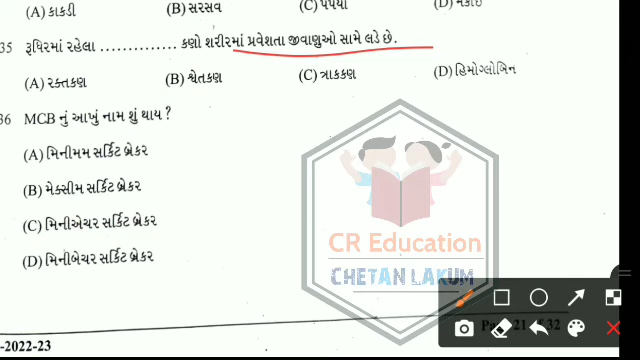 (A) કાકડી (B) સરસવ (C) પપૈયા (D) મકાઈ
35 રૂધિરમાં રહેલા .............. કણો શરીરમાં પ્રવેશતા જીવાણુઓ સામે લડે છે.
(A) રક્તકણ (B) શ્વેતકણ (C) ત્રાકકણ (D) હિમોગ્લોબિન
36 MCB નું આખું નામ શું થાય ?
(A) મિનીમમ સર્કિટ બ્રેકર
(B) મેક્સીમ સર્કિટ બ્રેકર
(C) મિનીએચર સર્કિટ બ્રેકર
(D) મિનીબેચર સર્કિટ બ્રેકર
CR Education
CHETAN LAKUM
-2022-23